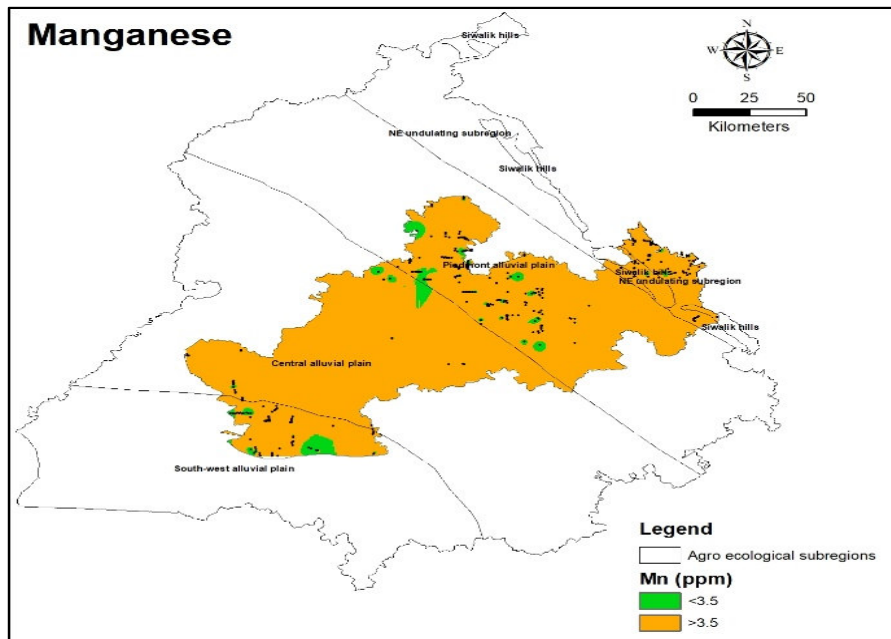 Manganese
Siwalik hills
N
W E
S
0 25 50
Kilometers
NE undulating subregion
Siwalik hills
Piedmont alluvial plain
Siwalik hills
NE undulating subregion
Siwalik hills
Central alluvial plain
South-west alluvial plain
Legend
Agro ecological subregions
Mn (ppm)
<3.5
>3.5